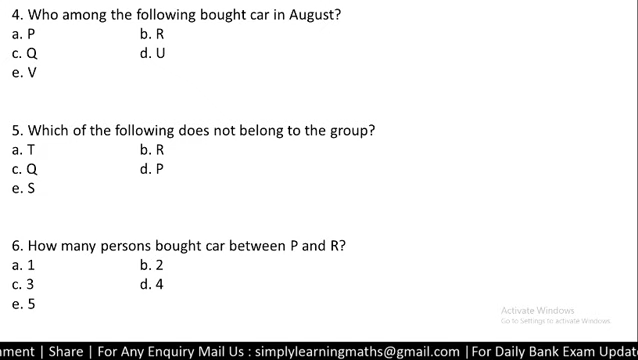 4. Who among the following bought car in August?
a. P b. R
c. Q d. U
e. V
5. Which of the following does not belong to the group?
a. T b. R
c. Q d. P
e. S
6. How many persons bought car between P and R?
a. 1 b. 2
c. 3 d. 4
e. 5
Activate Windows
Go to Settings to activate Windows.
| Share | For Any Enquiry Mail Us : simplylearningmaths@gmail.com |For Daily Bank Exam